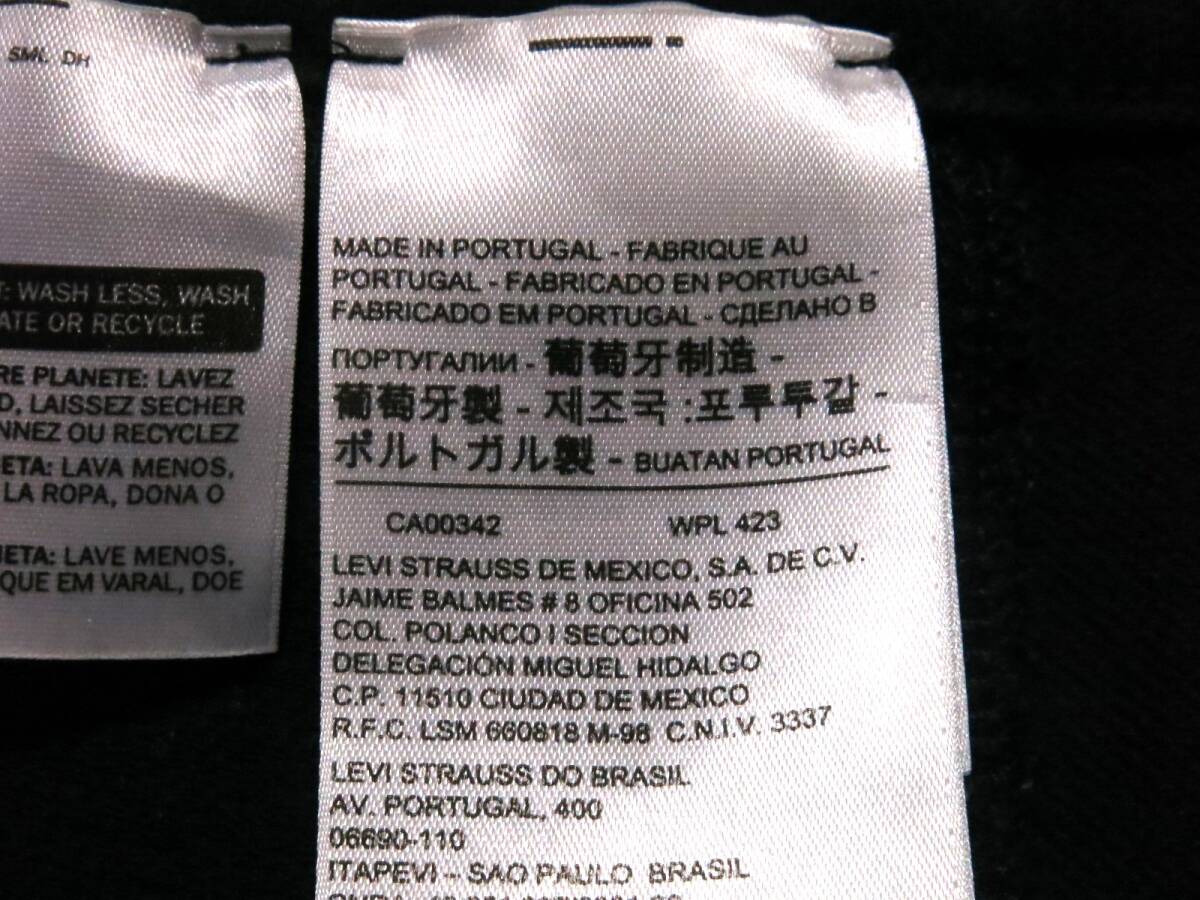 SML DH
T: WASH LESS, WASH
ATE OR RECYCLE
RE PLANETE: LAVEZ
D, LAISSEZ SECHER
NNEZ OU RECYCLEZ
ETA: LAVA MENOS,
LA ROPA, DONA O
NETA: LAVE MENOS,
QUE EM VARAL, DOE
MADE IN PORTUGAL - FABRIQUE AU
PORTUGAL - FABRICADO EN PORTUGAL -
FABRICADO EM PORTUGAL - СДЕЛАНО В
ПОРТУГАЛИИ - 葡萄牙制造 -
葡萄牙製 - 제조국 :포루투갈 -
ポルトガル製 - BUATAN PORTUGAL
CA00342 WPL 423
LEVI STRAUSS DE MEXICO, S.A. DE C.V.
JAIME BALMES # 8 OFICINA 502
COL. POLANCO I SECCION
DELEGACIÓN MIGUEL HIDALGO
C.P. 11510 CIUDAD DE MEXICO
R.F.C. LSM 660818 M-98 C.N.I.V. 3337
LEVI STRAUSS DO BRASIL
AV. PORTUGAL, 400
06690-110
ITAPEVI – SAO PAULO BRASIL